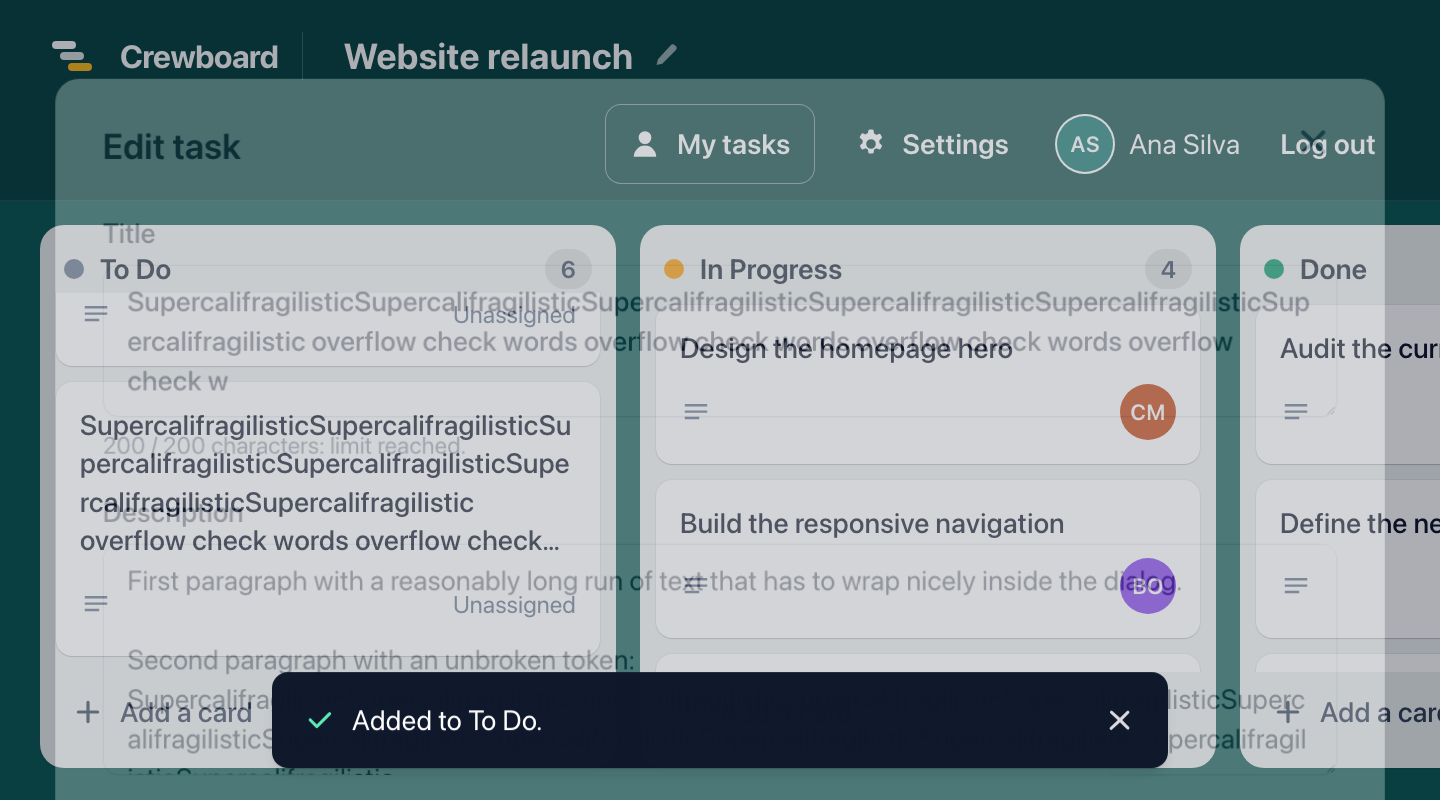 Crewboard
Website relaunch
Edit task
My tasks
Settings
AS
Ana Silva
Log out
Title
To Do
6
In Progress
4
Done
Unassigned
SupercalifragilisticSupercalifragilisticSupercalifragilisticSupercalifragilisticSupercalifragilisticSup
ercalifragilistic overflow check words overflow check words overflow check words overflow
check w
200 / 200 characters: limit reached.
Description
First paragraph with a reasonably long run of text that has to wrap nicely inside the dialog.
Second paragraph with an unbroken token:
SupercalifragilisticSupercalifragilisticSu
percalifragilisticSupercalifragilisticSupe
rcalifragilisticSupercalifragilistic
overflow check words overflow check...
Unassigned
Add a card
Design the homepage hero
CM
Build the responsive navigation
BO
Audit the cur
Define the ne
Add a card
Added to To Do.